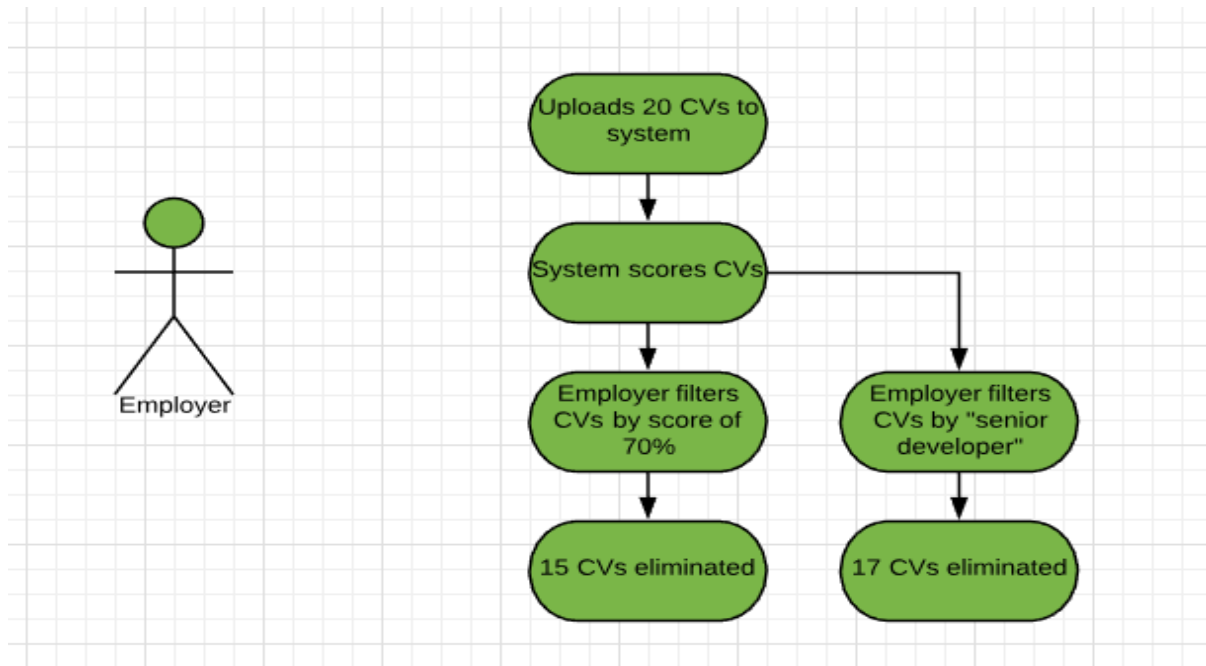 Uploads 20 CVs to
system
System scores CVs
Employer
Employer filters
CVs by score of
70%
Employer filters
CVs by "senior
developer"
15 CVs eliminated
17 CVs eliminated